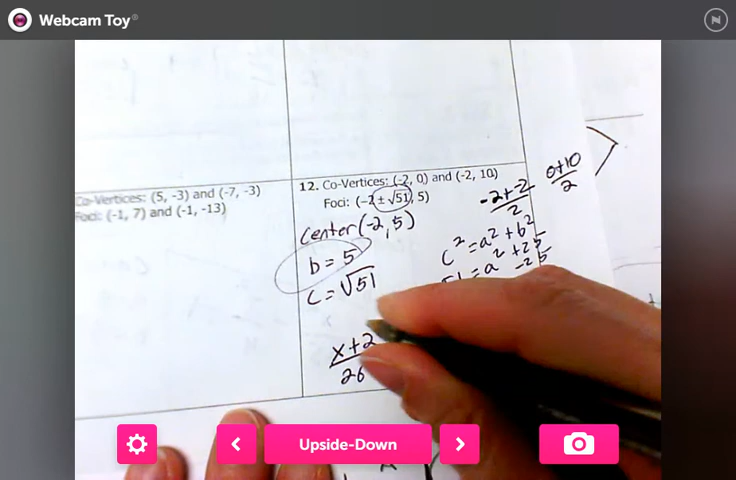 Webcam Toy
Co-Vertices: (5, -3) and (-7, -3)
Foci: (-1, 7) and (-1, -13)
12. Co-Vertices: (-2, 0) and (-2, 10)
Foci: (-2 ± √51, 5)
center (-2, 5)
b = 5
c = √51
x+2
26
-2+-2
2
0+10
2
c² = a² + b²
51 = a² + 25
-25
Upside-Down